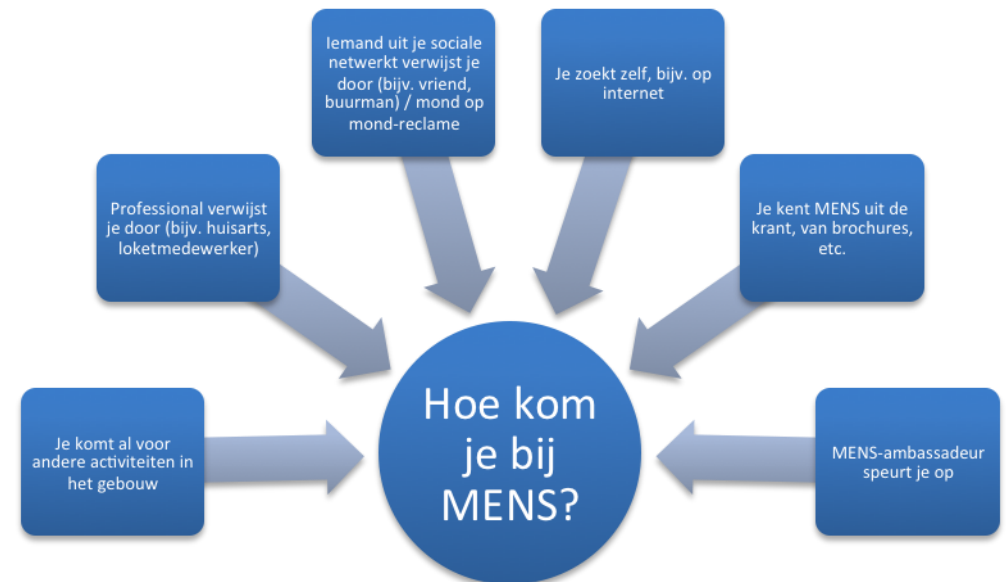 Iemand uit je sociale
netwerkt verwijst je
door (bijv. vriend,
buurman) / mond op
mond-reclame
Je zoekt zelf, bijv. op
internet
Professional verwijst
je door (bijv. huisarts,
loketmedewerker)
Je kent MENS uit de
krant, van brochures,
etc.
Je komt al voor
andere activiteiten in
het gebouw
Hoe kom
je bij
MENS?
MENS-ambassadeur
speurt je op